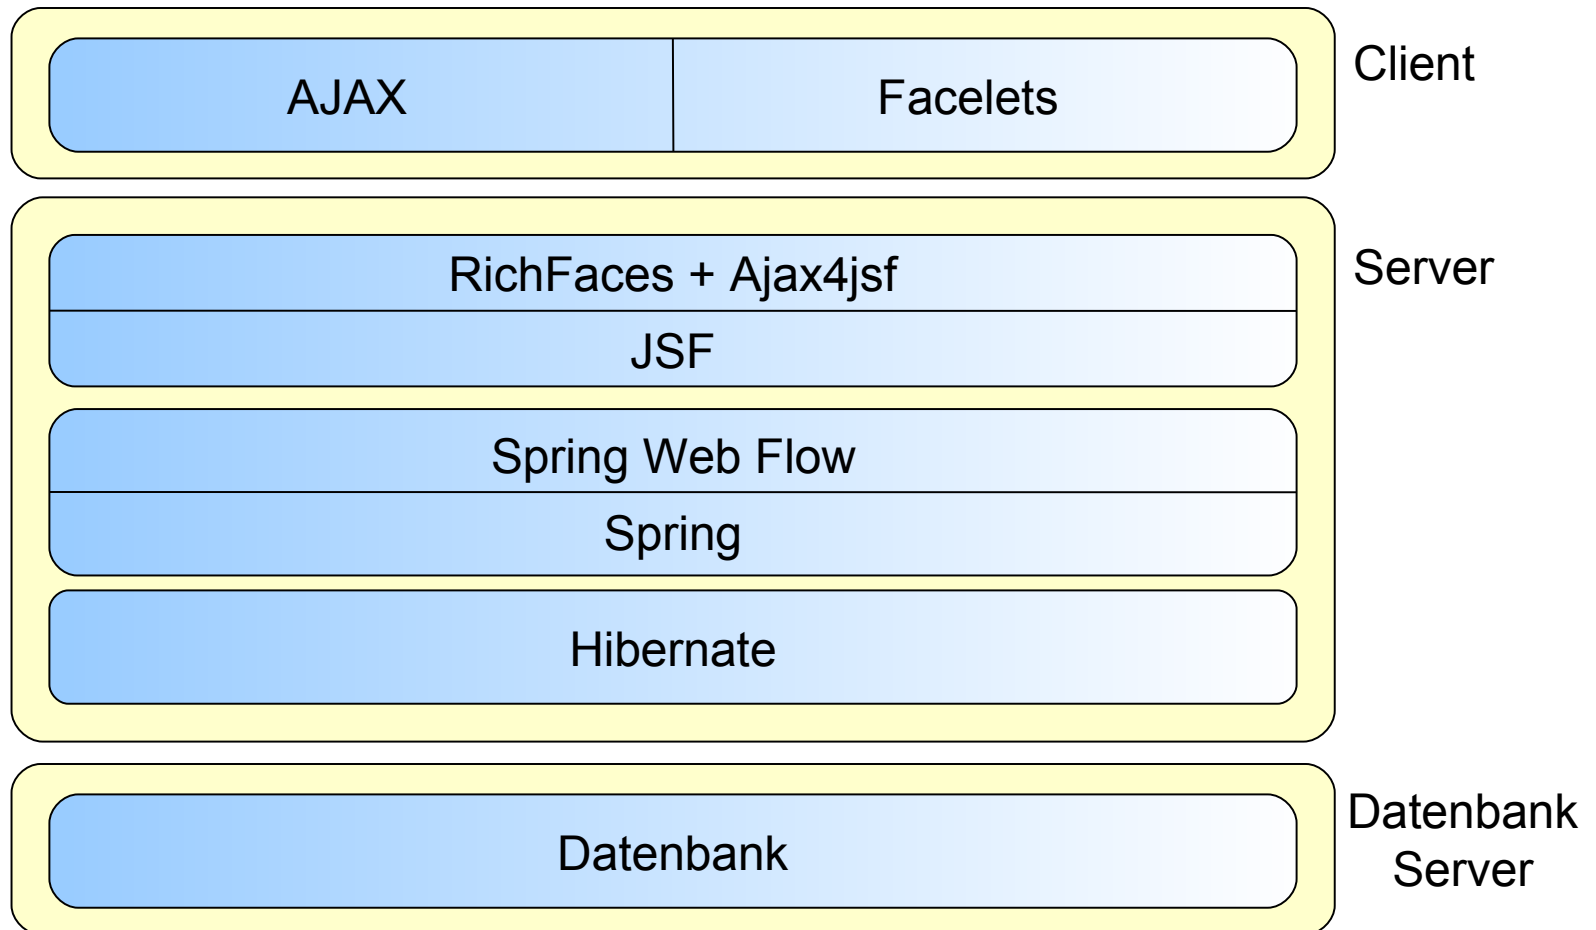 AJAX
Facelets
Client
RichFaces + Ajax4jsf
Server
JSF
Spring Web Flow
Spring
Hibernate
Datenbank
Datenbank
Server